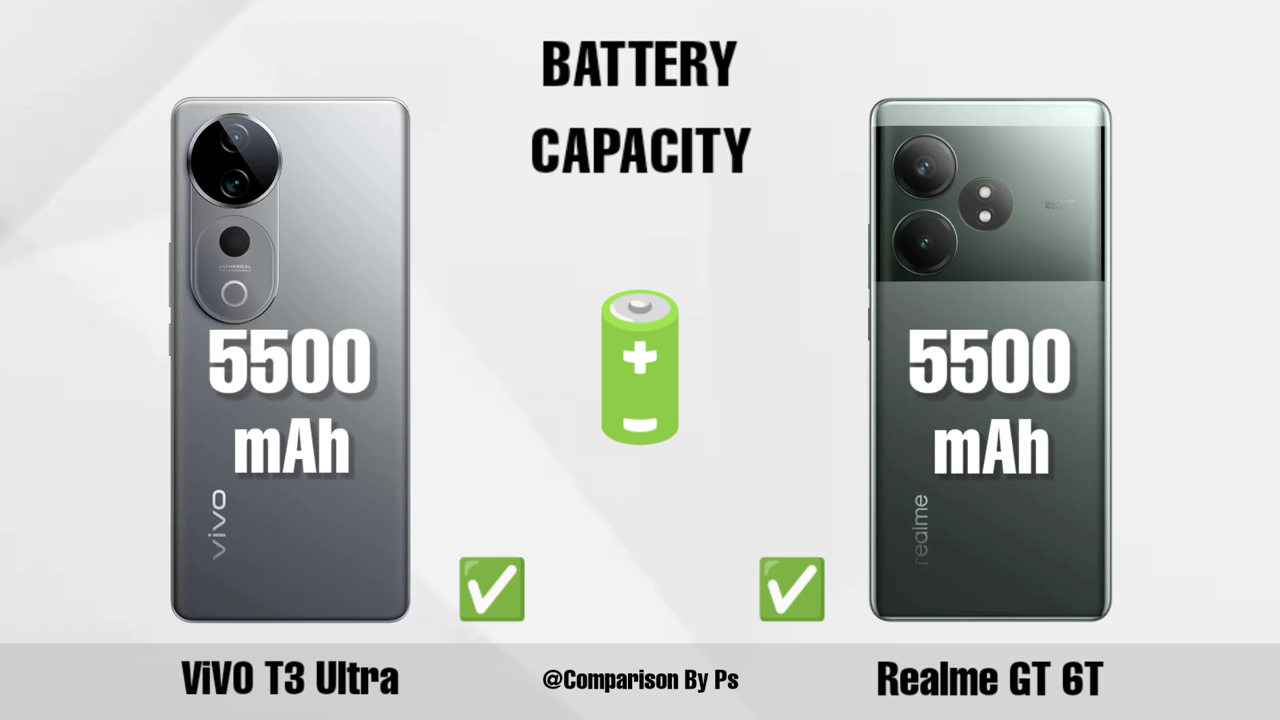 BATTERY
CAPACITY
5500
mAh
vivo
5500
mAh
realme
ViVO T3 Ultra
@Comparison By Ps
Realme GT 6T